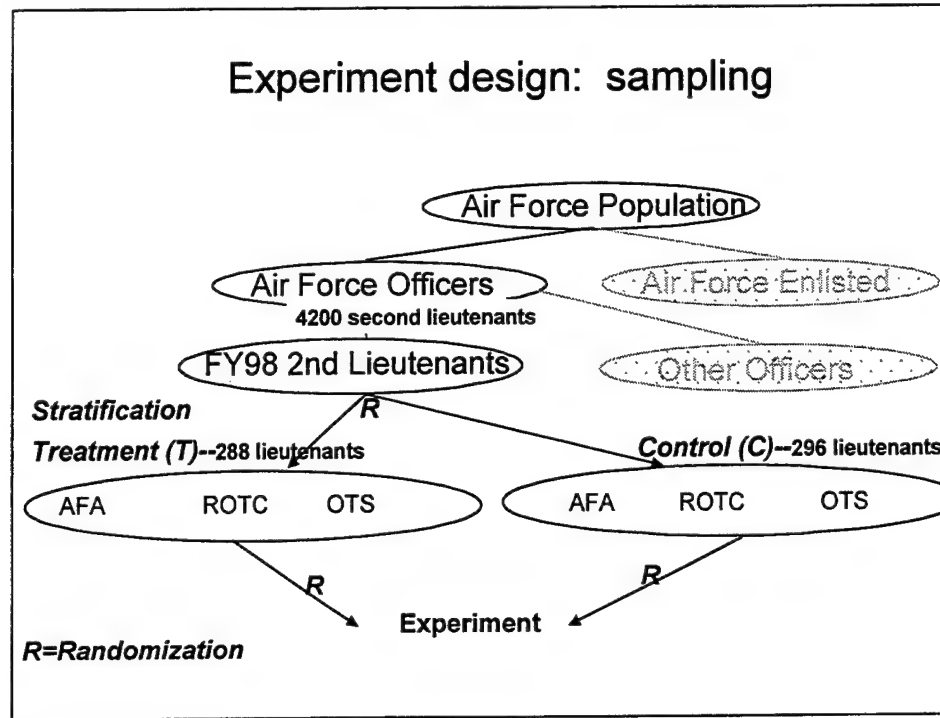 Experiment design: sampling
Air Force Population
Air Force Officers
Air Force Enlisted
4200 second lieutenants
FY98 2nd Lieutenants
Other Officers
R
Stratification
Treatment (T)--288 lieutenants
Control (C)--296 lieutenants
AFA ROTC OTS
AFA ROTC OTS
R
R
Experiment
R=Randomization